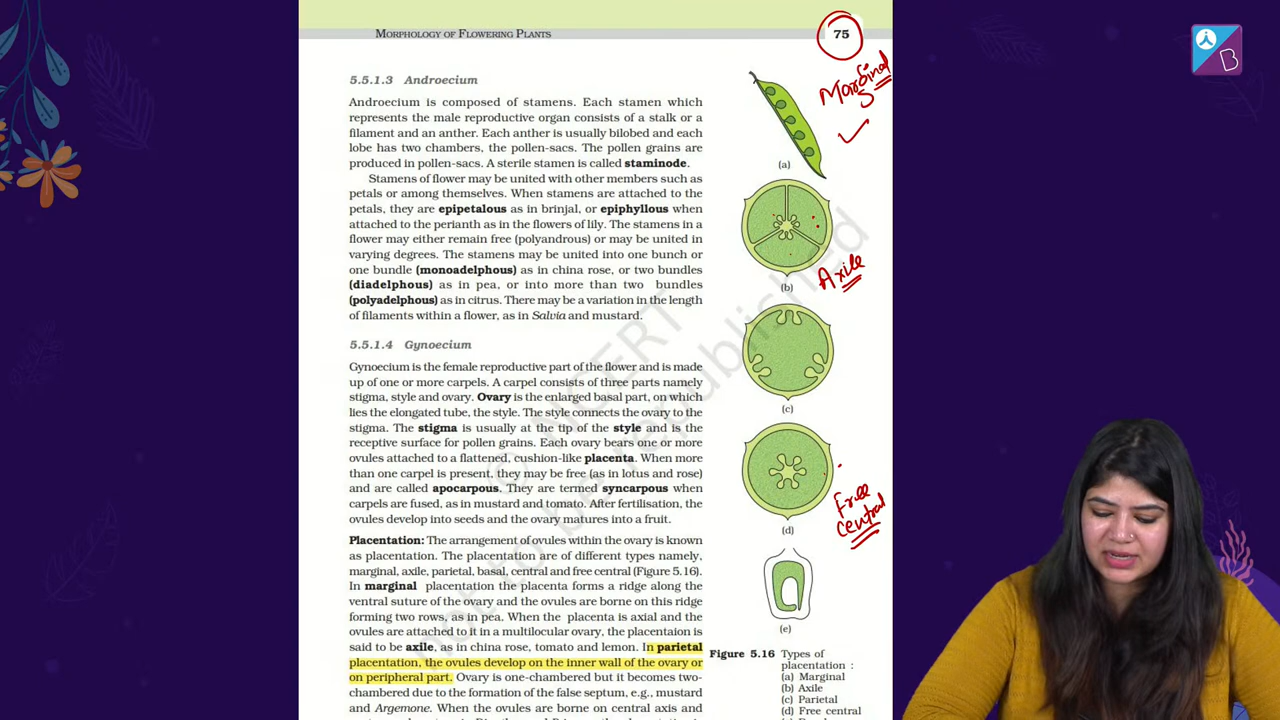 MORPHOLOGY OF FLOWERING PLANTS
75
5.5.1.3 Androecium
Androecium is composed of stamens. Each stamen which
represents the male reproductive organ consists of a stalk or a
filament and an anther. Each anther is usually bilobed and each
lobe has two chambers, the pollen-sacs. The pollen grains are
produced in pollen-sacs. A sterile stamen is called staminode.
Stamens of flower may be united with other members such as
petals or among themselves. When stamens are attached to the
petals, they are epipetalous as in brinjal, or epiphyllous when
attached to the perianth as in the flowers of lily. The stamens in a
flower may either remain free (polyandrous) or may be united in
varying degrees. The stamens may be united into one bunch or
one bundle (monoadelphous) as in china rose, or two bundles
(diadelphous) as in pea, or into more than two bundles
(polyadelphous) as in citrus. There may be a variation in the length
of filaments within a flower, as in Salvia and mustard.
5.5.1.4 Gynoecium
Gynoecium is the female reproductive part of the flower and is made
up of one or more carpels. A carpel consists of three parts namely
stigma, style and ovary. Ovary is the enlarged basal part, on which
lies the elongated tube, the style. The style connects the ovary to the
stigma. The stigma is usually at the tip of the style and is the
receptive surface for pollen grains. Each ovary bears one or more
ovules attached to a flattened, cushion-like placenta. When more
than one carpel is present, they may be free (as in lotus and rose)
and are called apocarpous. They are termed syncarpous when
carpels are fused, as in mustard and tomato. After fertilisation, the
ovules develop into seeds and the ovary matures into a fruit.
Placentation: The arrangement of ovules within the ovary is known
as placentation. The placentation are of different types namely,
marginal, axile, parietal, basal, central and free central (Figure 5.16).
In marginal placentation the placenta forms a ridge along the
ventral suture of the ovary and the ovules are borne on this ridge
forming two rows, as in pea. When the placenta is axial and the
ovules are attached to it in a multilocular ovary, the placentaion is
said to be axile, as in china rose, tomato and lemon. In parietal
placentation, the ovules develop on the inner wall of the ovary or
on peripheral part. Ovary is one-chambered but it becomes two-
chambered due to the formation of the false septum, e.g., mustard
and Argemone. When the ovules are borne on central axis and
Marginal
(a)
Axile
(b)
(c)
Free
central
(d)
(e)
Figure 5.16 Types of
placentation :
(a) Marginal
(b) Axile
(c) Parietal
(d) Free central
© NCERT
not to be republished
B